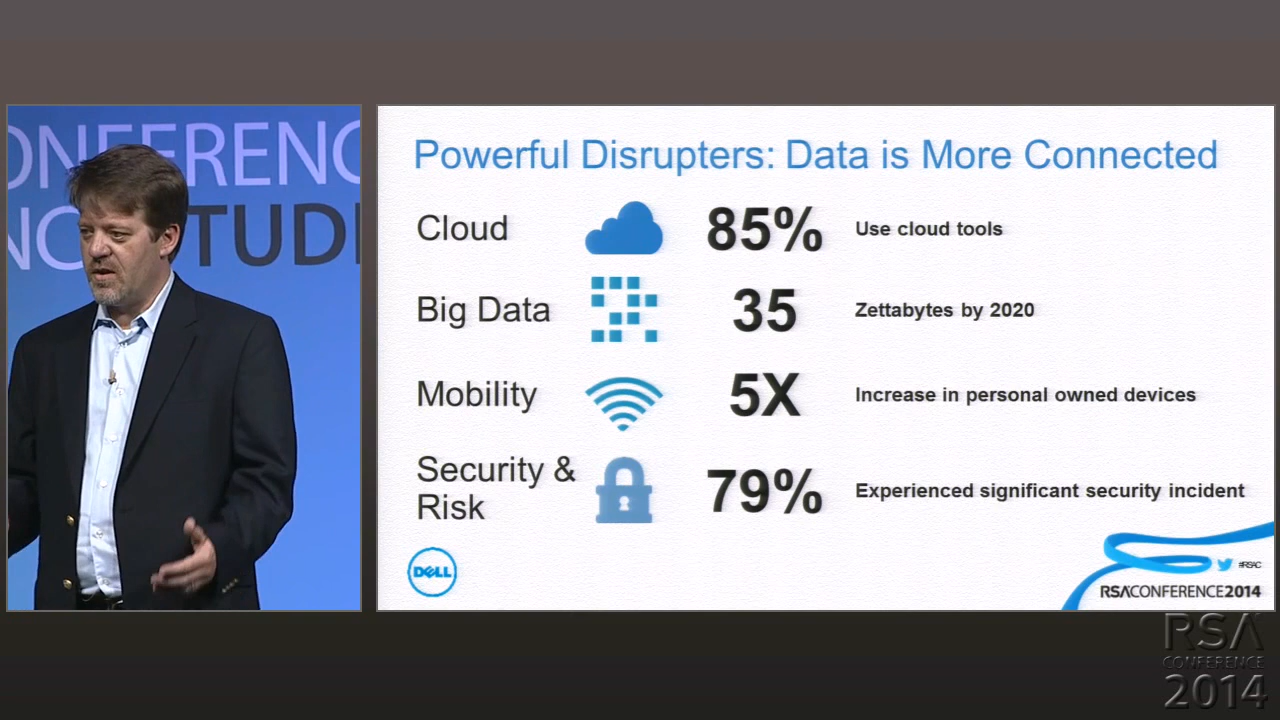 ONFERENC
NC
TUDI
Powerful Disrupters: Data is More Connected
Cloud
85%
Use cloud tools
Big Data
35
Zettabytes by 2020
Mobility
5X
Increase in personal owned devices
Security &
Risk
79%
Experienced significant security incident
DELL
#RSAC
RSACONFERENCE2014
RSA
CONFERENCE
2014